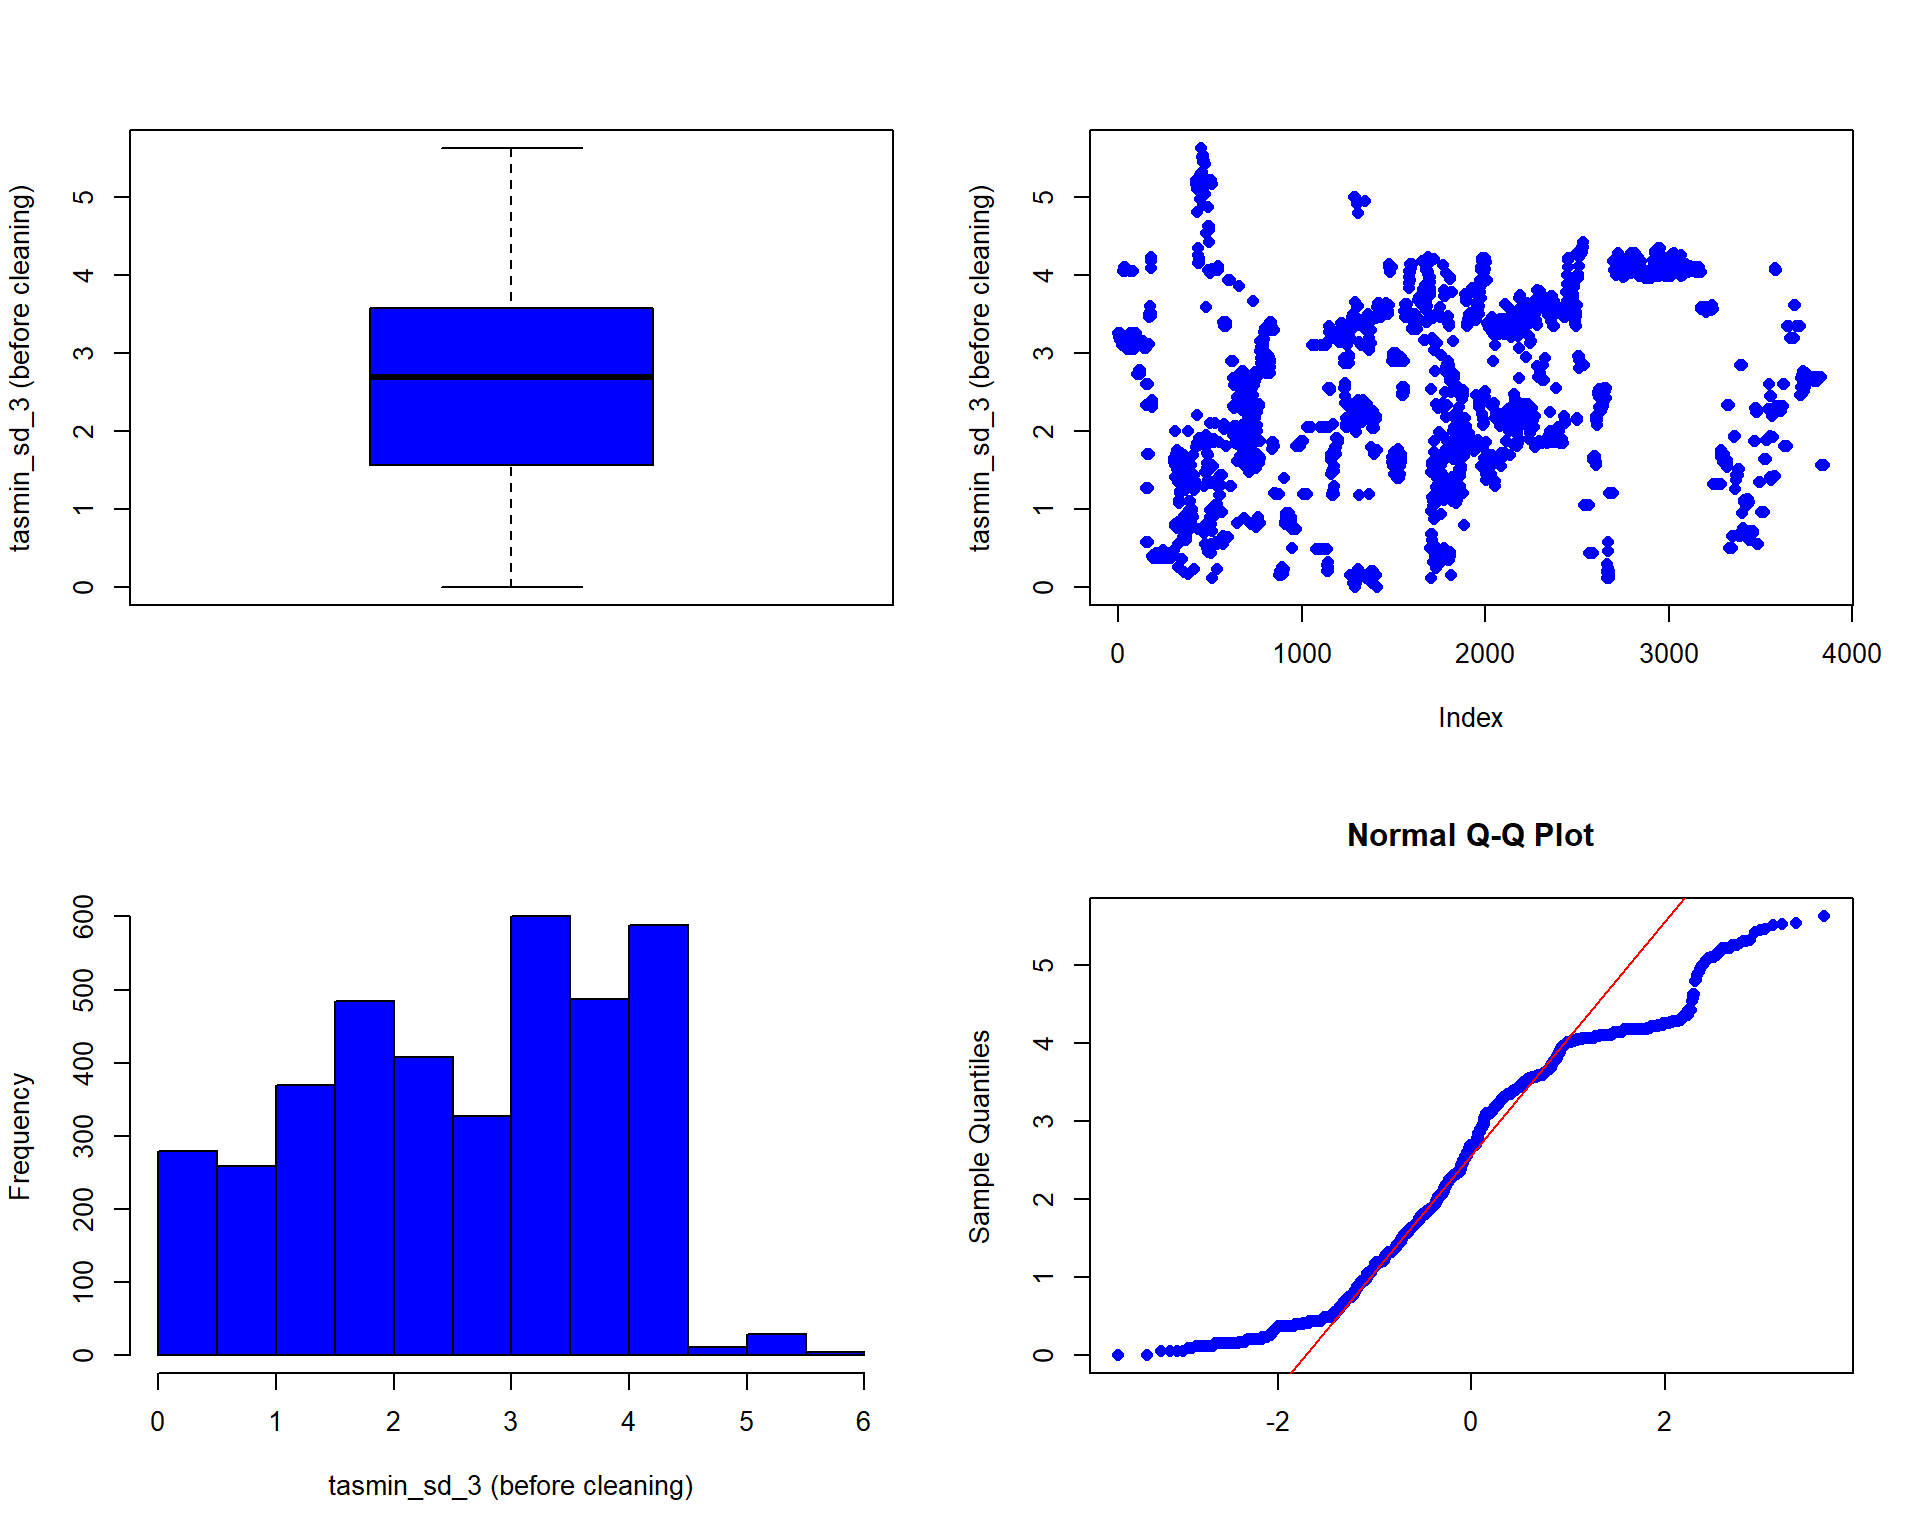 tasmin_sd_3 (before cleaning)
0 1 2 3 4 5
tasmin_sd_3 (before cleaning)
0 1 2 3 4 5
0 1000 2000 3000 4000
Index
Frequency
0 100 200 300 400 500 600
0 1 2 3 4 5 6
tasmin_sd_3 (before cleaning)
Normal Q-Q Plot
Sample Quantiles
0 1 2 3 4 5
-2 0 2